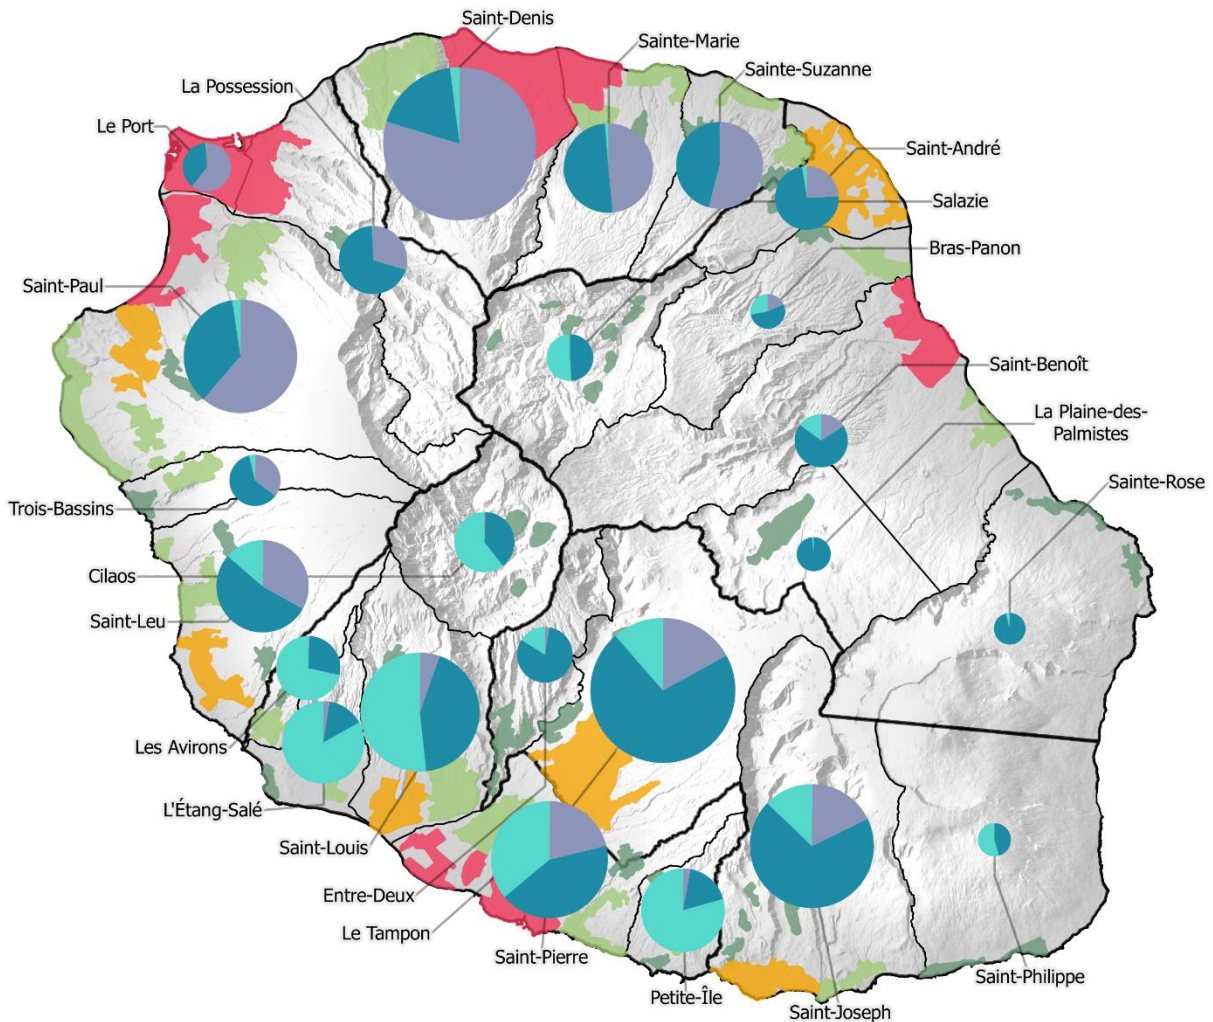 Saint-Denis
Sainte-Marie
La Possession
Sainte-Suzanne
Le Port
Saint-André
Salazie
Bras-Panon
Saint-Paul
Saint-Benoît
La Plaine-des-
Palmistes
Sainte-Rose
Trois-Bassins
Cilaos
Saint-Leu
Les Avirons
L'Étang-Salé
Saint-Louis
Entre-Deux
Le Tampon
Saint-Pierre
Petite-Île
Saint-Joseph
Saint-Philippe